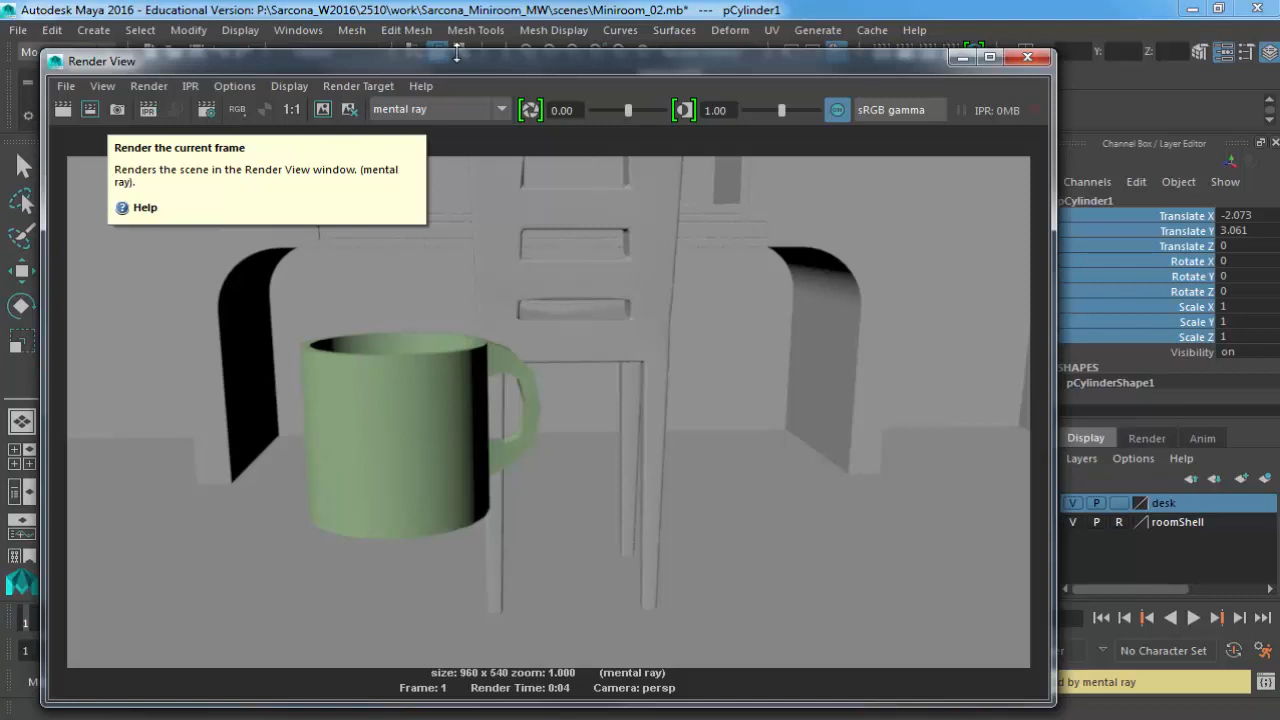 Autodesk Maya 2016 - Educational Version: P:\Sarcona_W2016\2510\work\Sarcona_Miniroom_MW\scenes\Miniroom_02.mb* --- pCylinder1
File Edit Create Select Modify Display Windows Mesh Edit Mesh Mesh Tools Mesh Display Curves Surfaces Deform UV Generate Cache Help
Mo Y: Z:
Render View
File View Render IPR Options Display Render Target Help
RGB 1:1 mental ray 0.00 1.00 sRGB gamma IPR: 0MB
Render the current frame
Renders the scene in the Render View window. (mental
ray).
Help
Channel Box / Layer Editor
Channels Edit Object Show
pCylinder1
Translate X -2.073
Translate Y 3.061
Translate Z 0
Rotate X 0
Rotate Y 0
Rotate Z 0
Scale X 1
Scale Y 1
Scale Z 1
Visibility on
SHAPES
pCylinderShape1
Display Render Anim
Layers Options Help
V P desk
V P R roomShell
1
1 No Character Set
M d by mental ray
size: 960 x 540 zoom: 1.000 (mental ray)
Frame: 1 Render Time: 0:04 Camera: persp